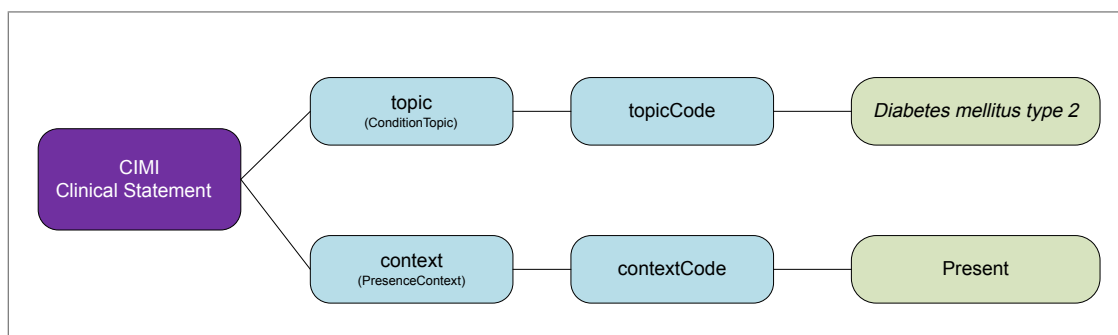 CIMI
Clinical Statement
topic
(ConditionTopic)
topicCode
Diabetes mellitus type 2
context
(PresenceContext)
contextCode
Present